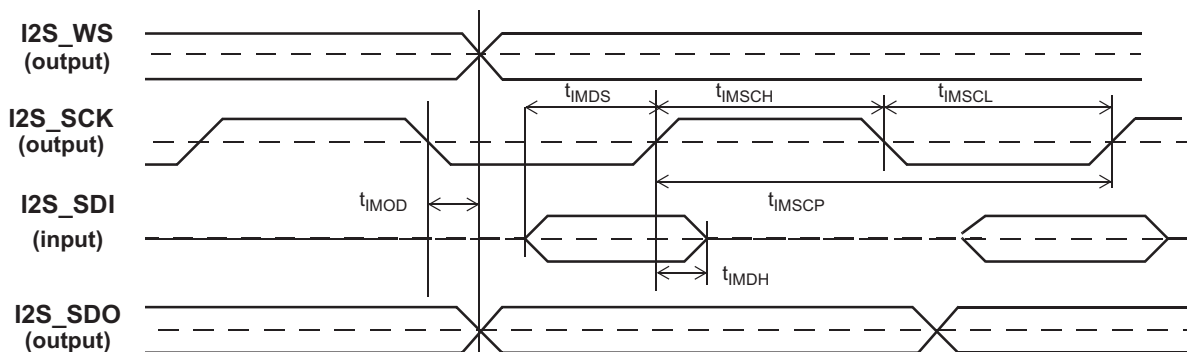 I2S_WS
(output)
tIMDS
tIMSCH
tIMSCL
I2S_SCK
(output)
tIMOD
tIMSCP
I2S_SDI
(input)
tIMDH
I2S_SDO
(output)